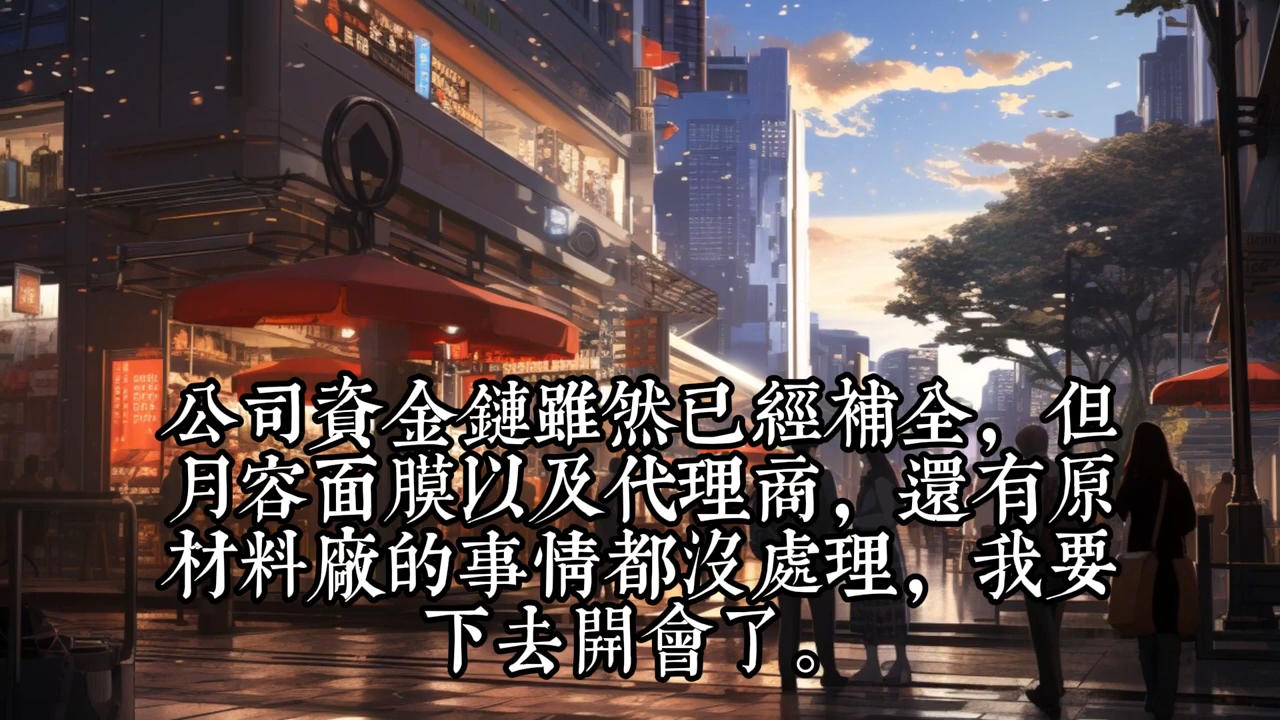 公司資金鏈雖然已經補全，但
月容面膜以及代理商，還有原
材料廠的事情都沒處理，我要
下去開會了。